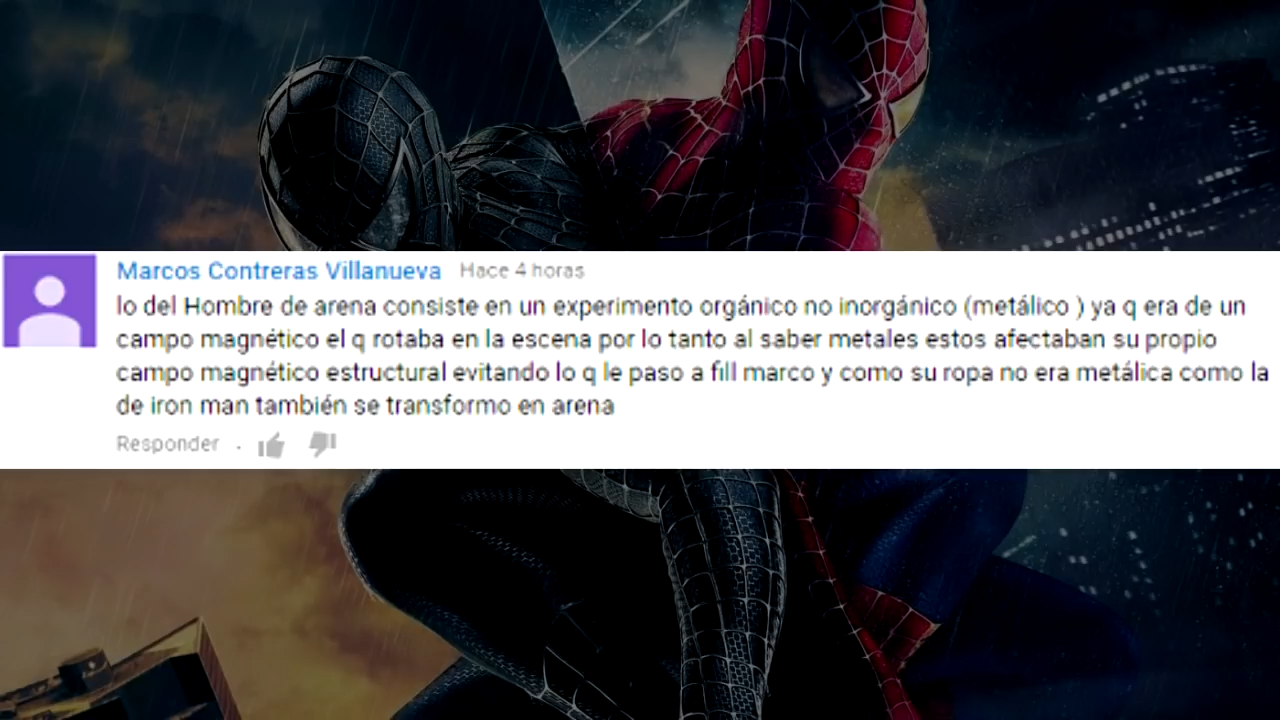 Marcos Contreras Villanueva Hace 4 horas
lo del Hombre de arena consiste en un experimento orgánico no inorgánico (metálico ) ya q era de un
campo magnético el q rotaba en la escena por lo tanto al saber metales estos afectaban su propio
campo magnético estructural evitando lo q le paso a fill marco y como su ropa no era metálica como la
de iron man también se transformo en arena
Responder .